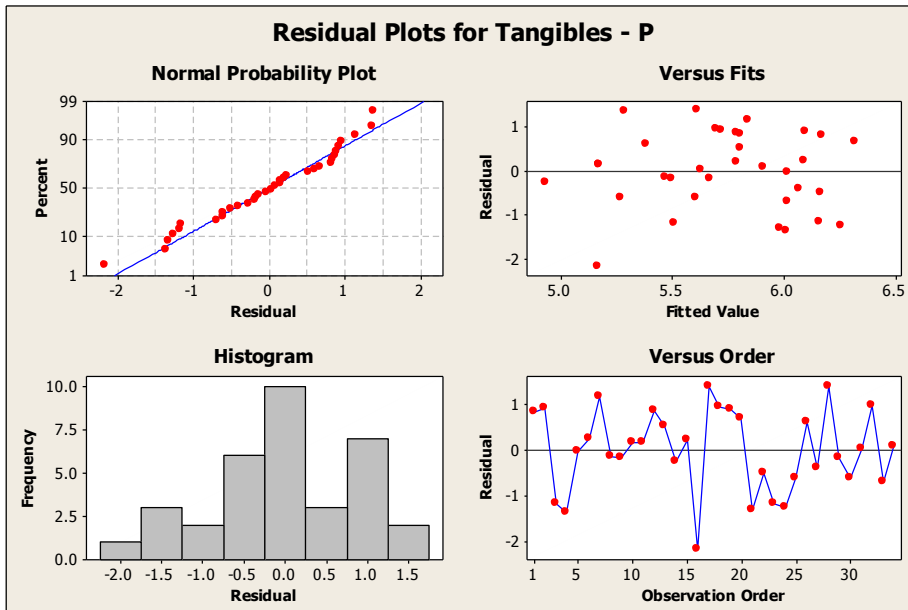 Residual Plots for Tangibles - P
Normal Probability Plot
99
90
50
10
1
Percent
-2 -1 0 1 2
Residual
Versus Fits
1
0
-1
-2
Residual
5.0 5.5 6.0 6.5
Fitted Value
Histogram
10.0
7.5
5.0
2.5
0.0
Frequency
-2.0 -1.5 -1.0 -0.5 0.0 0.5 1.0 1.5
Residual
Versus Order
1
0
-1
-2
Residual
1 5 10 15 20 25 30
Observation Order